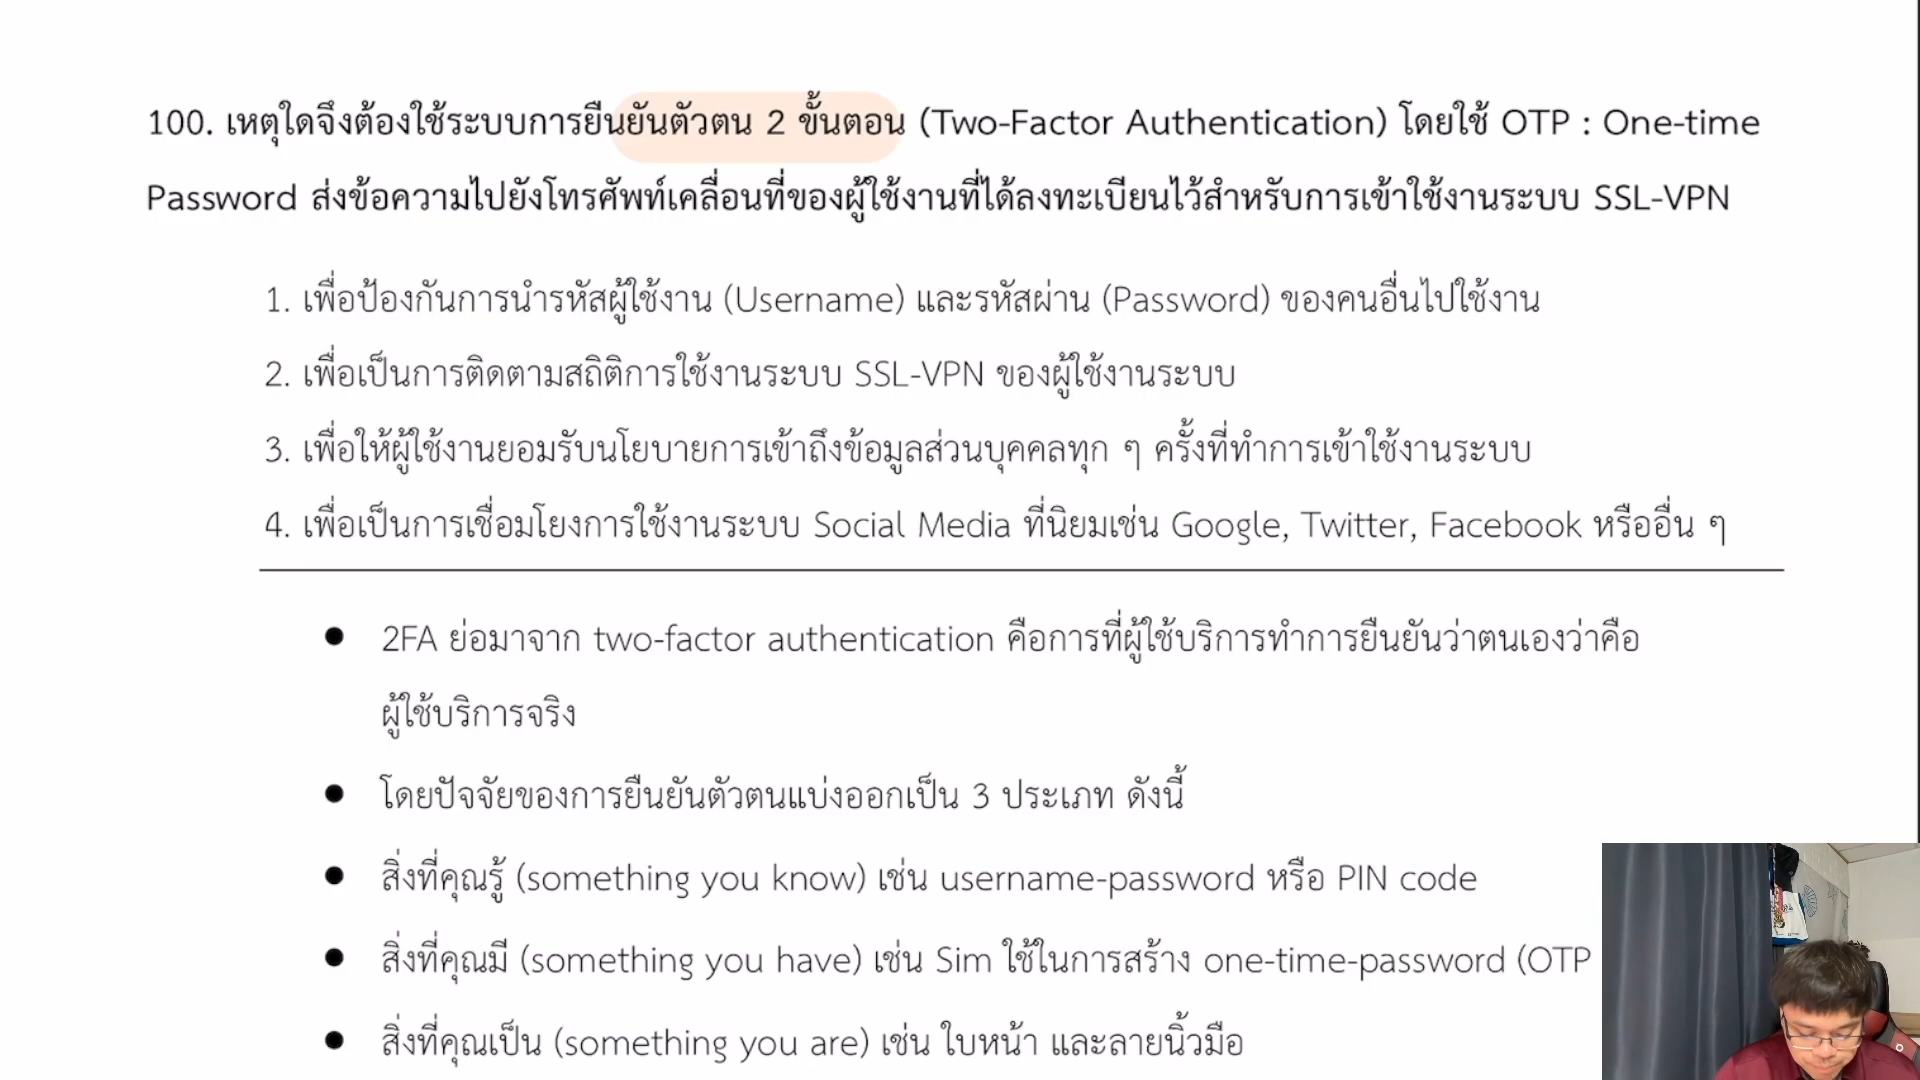 100. เหตุใดจึงต้องใช้ระบบการยืนยันตัวตน 2 ขั้นตอน (Two-Factor Authentication) โดยใช้ OTP : One-time
Password ส่งข้อความไปยังโทรศัพท์เคลื่อนที่ของผู้ใช้งานที่ได้ลงทะเบียนไว้สำหรับการเข้าใช้งานระบบ SSL-VPN
1. เพื่อป้องกันการนำรหัสผู้ใช้งาน (Username) และรหัสผ่าน (Password) ของคนอื่นไปใช้งาน
2. เพื่อเป็นการติดตามสถิติการใช้งานระบบ SSL-VPN ของผู้ใช้งานระบบ
3. เพื่อให้ผู้ใช้งานยอมรับนโยบายการเข้าถึงข้อมูลส่วนบุคคลทุก ๆ ครั้งที่ทำการเข้าใช้งานระบบ
4. เพื่อเป็นการเชื่อมโยงการใช้งานระบบ Social Media ที่นิยมเช่น Google, Twitter, Facebook หรืออื่น ๆ
● 2FA ย่อมาจาก two-factor authentication คือการที่ผู้ใช้บริการทำการยืนยันว่าตนเองว่าคือ
ผู้ใช้บริการจริง
● โดยปัจจัยของการยืนยันตัวตนแบ่งออกเป็น 3 ประเภท ดังนี้
● สิ่งที่คุณรู้ (something you know) เช่น username-password หรือ PIN code
● สิ่งที่คุณมี (something you have) เช่น Sim ใช้ในการสร้าง one-time-password (OTP
● สิ่งที่คุณเป็น (something you are) เช่น ใบหน้า และลายนิ้วมือ